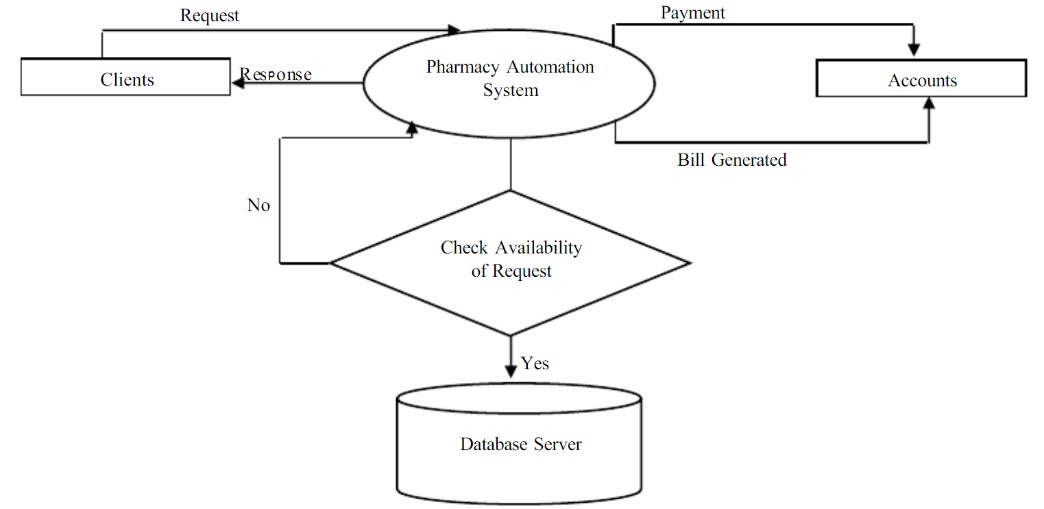 Request
Payment
Clients
Response
Pharmacy Automation
System
Accounts
Bill Generated
No
Check Availability
of Request
Yes
Database Server